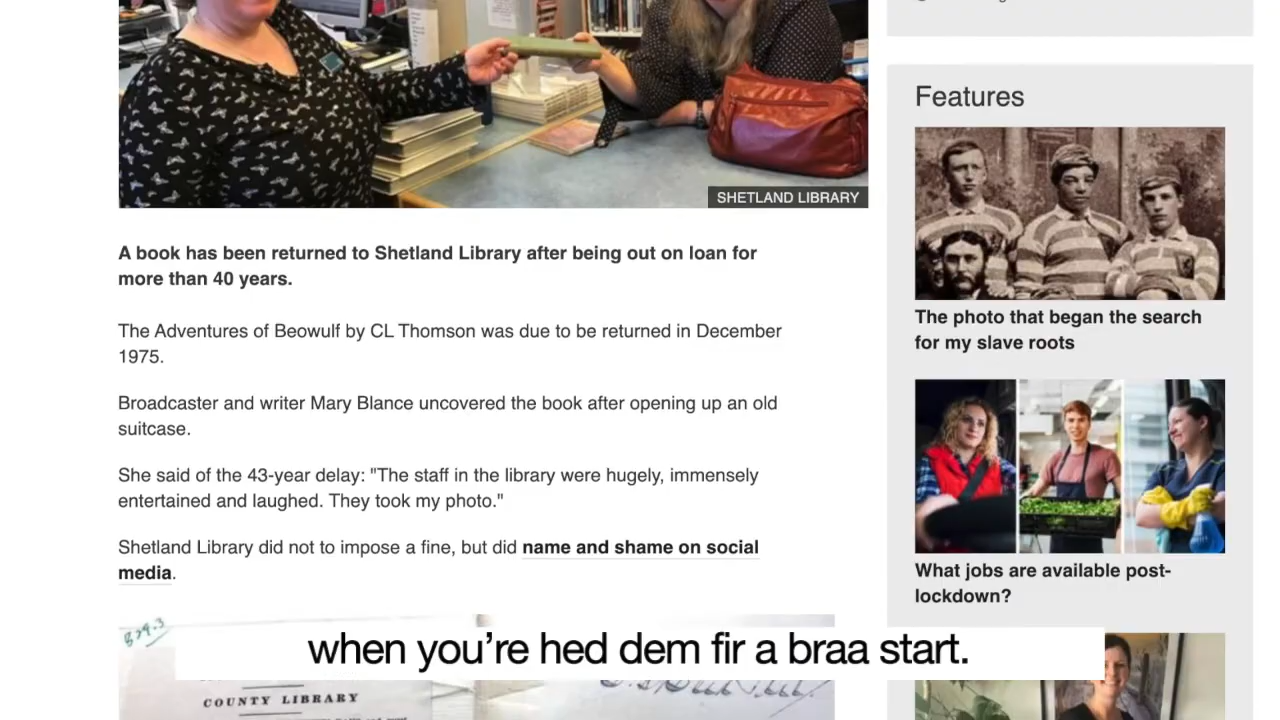 SHETLAND LIBRARY
A book has been returned to Shetland Library after being out on loan for
more than 40 years.
The Adventures of Beowulf by CL Thomson was due to be returned in December
1975.
Broadcaster and writer Mary Blance uncovered the book after opening up an old
suitcase.
She said of the 43-year delay: "The staff in the library were hugely, immensely
entertained and laughed. They took my photo."
Shetland Library did not to impose a fine, but did name and shame on social
media.
829.3
COUNTY LIBRARY
Features
The photo that began the search
for my slave roots
What jobs are available post-
lockdown?
when you're hed dem fir a braa start.